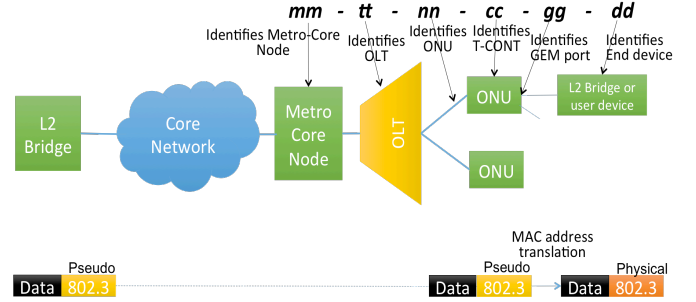 mm - tt - nn - cc - gg - dd
Identifies Metro-Core
Node
Identifies
OLT
Identifies
ONU
Identifies
T-CONT
Identifies
GEM port
Identifies
End device
L2
Bridge
Core
Network
Metro
Core
Node
OLT
ONU
L2 Bridge or
user device
ONU
MAC address
translation
Pseudo
Data 802.3
Pseudo
Data 802.3
Physical
Data 802.3